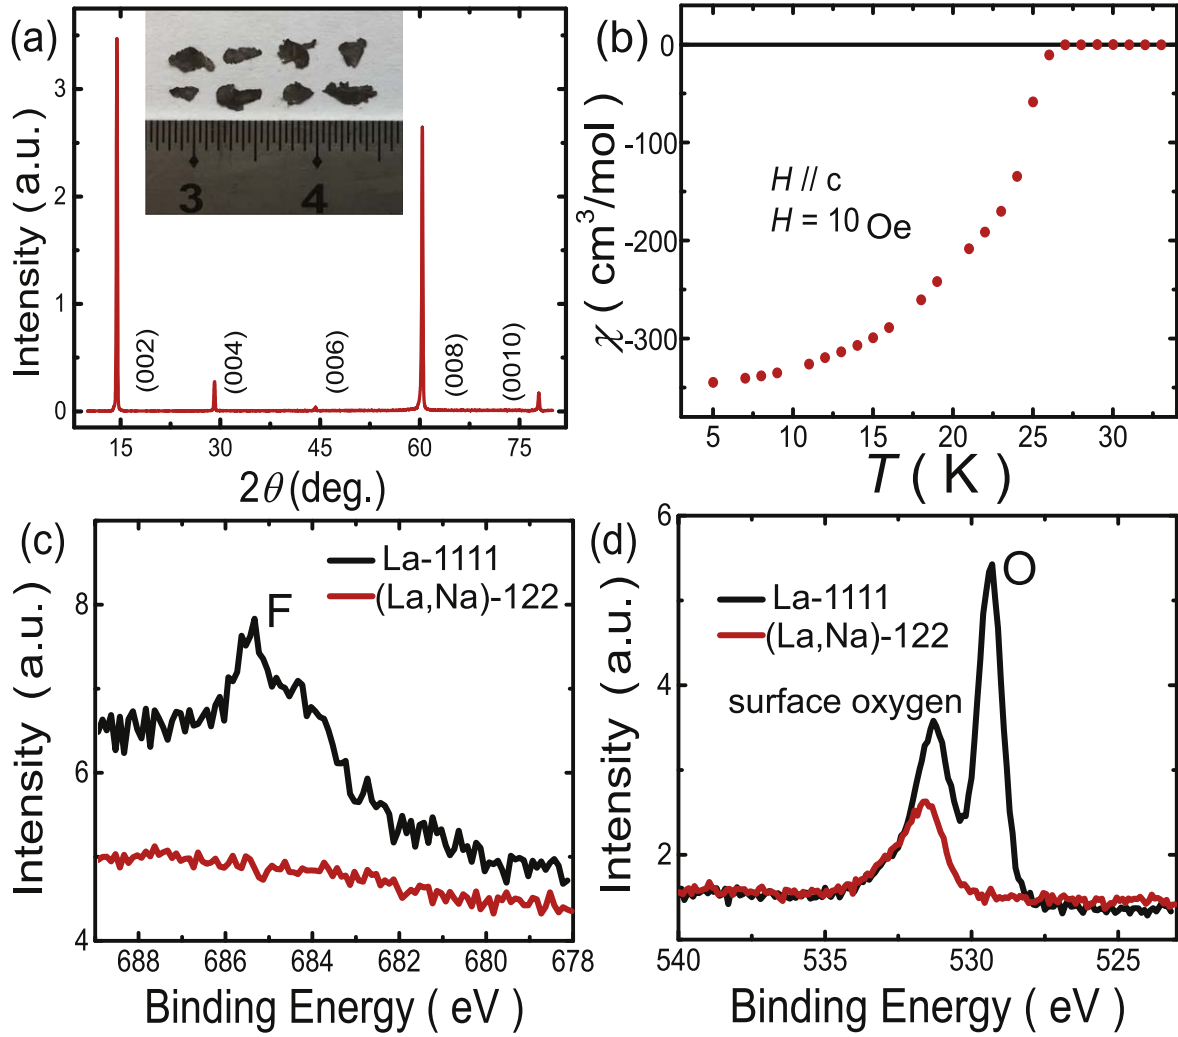 (a)
Intensity (a.u.)
3
2
1
0
3 4
(002)
(004)
(006)
(008)
(0010)
15 30 45 60 75
2θ (deg.)
(b)
χ ( cm³/mol)
0
-100
-200
-300
H // c
H = 10 Oe
5 10 15 20 25 30
T ( K )
(c)
Intensity (a.u.)
8
6
4
La-1111
(La,Na)-122
F
688 686 684 682 680 678
Binding Energy ( eV )
(d)
Intensity (a.u.)
6
4
2
La-1111
(La,Na)-122
O
surface oxygen
540 535 530 525
Binding Energy ( eV )